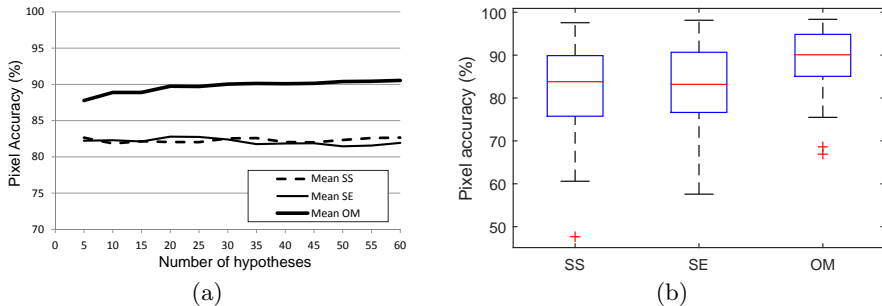 100
95
90
85
80
75
70
Pixel Accuracy (%)
Mean SS
Mean SE
Mean OM
0 5 10 15 20 25 30 35 40 45 50 55 60
Number of hypotheses
(a)
100
90
80
70
60
50
Pixel accuracy (%)
SS SE OM
(b)